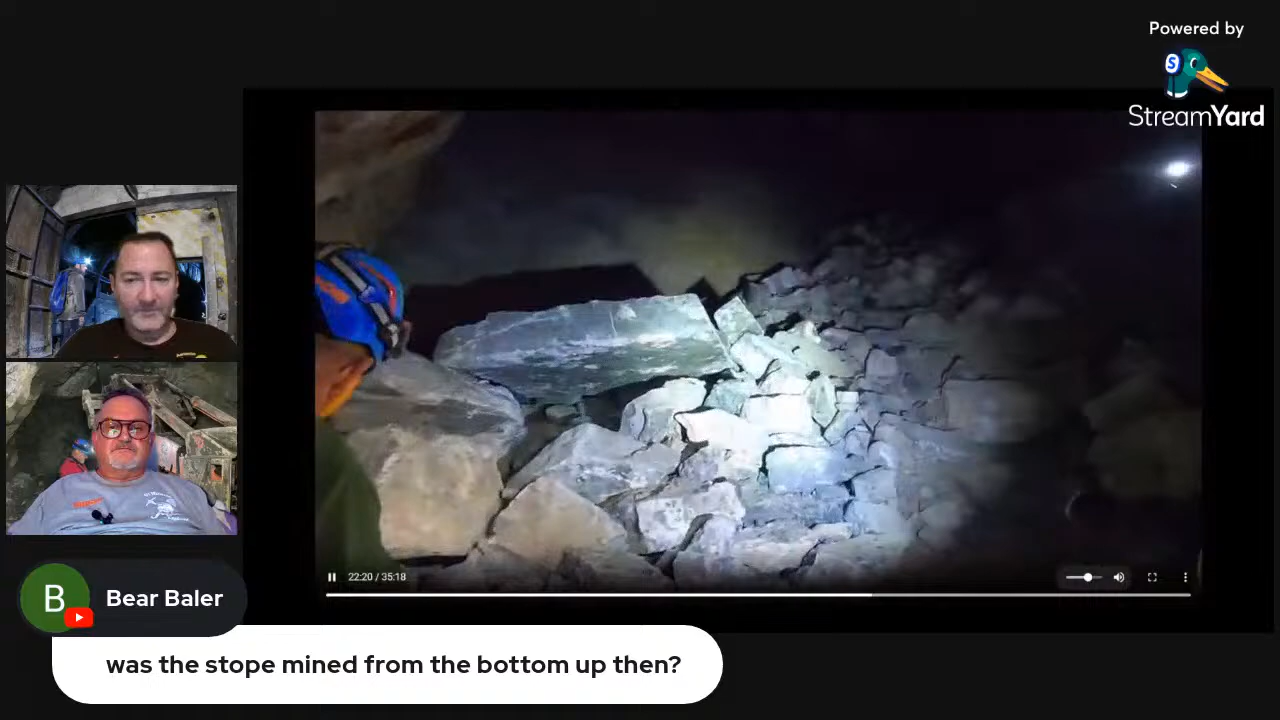 Powered by
S
StreamYard
22:20 / 35:18
B
Bear Baler
was the stope mined from the bottom up then?